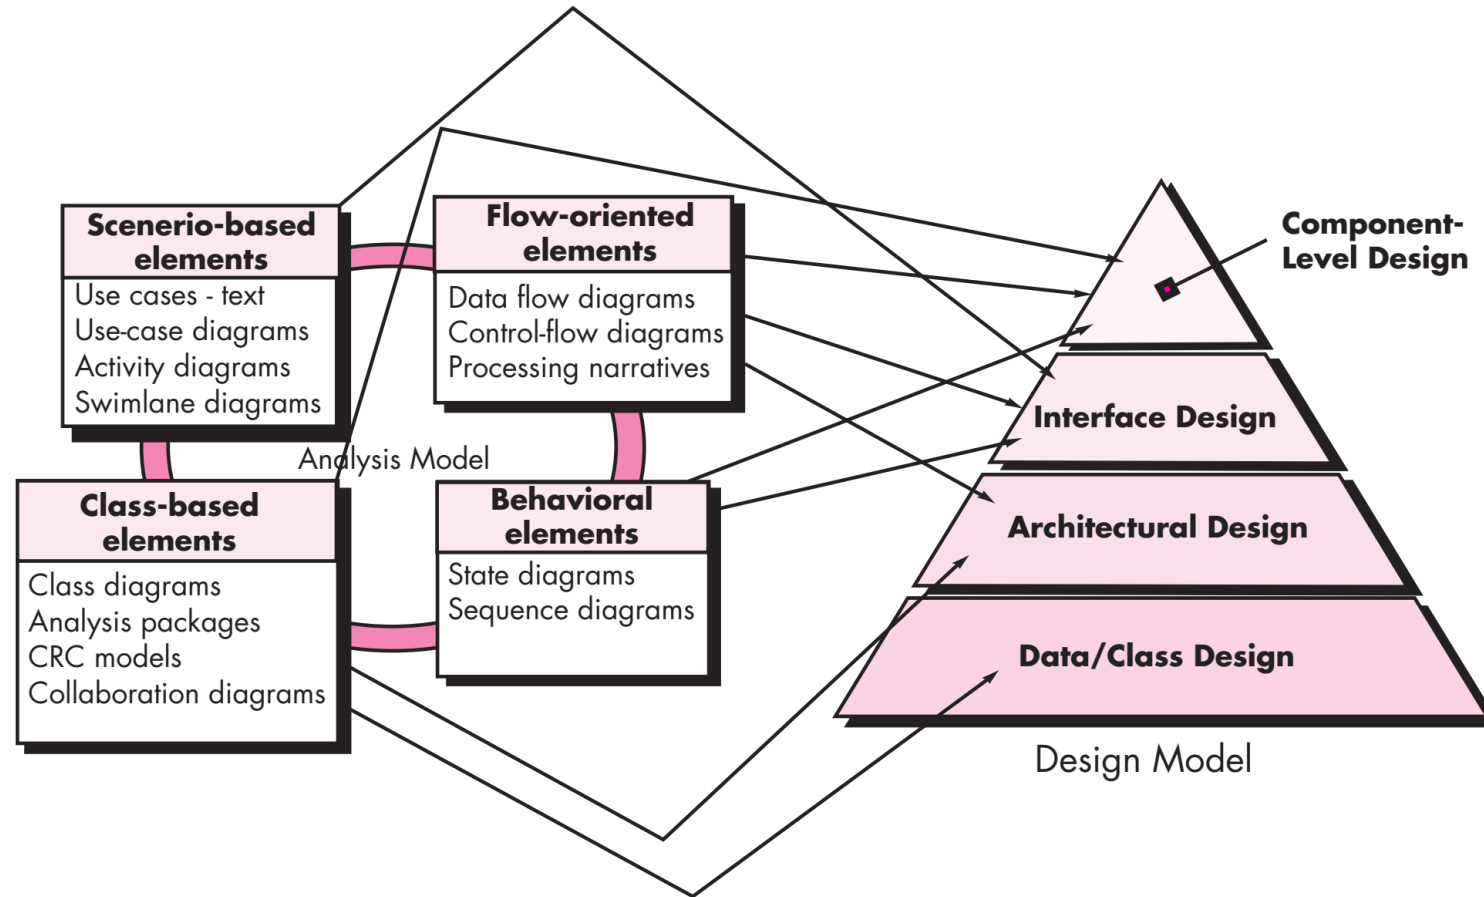 Scenerio-based
elements
Use cases - text
Use-case diagrams
Activity diagrams
Swimlane diagrams
Flow-oriented
elements
Data flow diagrams
Control-flow diagrams
Processing narratives
Analysis Model
Class-based
elements
Class diagrams
Analysis packages
CRC models
Collaboration diagrams
Behavioral
elements
State diagrams
Sequence diagrams
Component-
Level Design
Interface Design
Architectural Design
Data/Class Design
Design Model